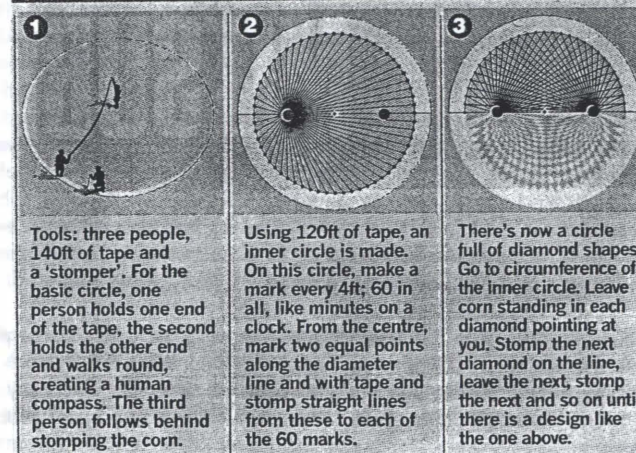 1
Tools: three people,
140ft of tape and
a 'stomper'. For the
basic circle, one
person holds one end
of the tape, the second
holds the other end
and walks round,
creating a human
compass. The third
person follows behind
stomping the corn.
2
Using 120ft of tape, an
inner circle is made.
On this circle, make a
mark every 4ft; 60 in
all, like minutes on a
clock. From the centre,
mark two equal points
along the diameter
line and with tape and
stomp straight lines
from these to each of
the 60 marks.
3
There's now a circle
full of diamond shapes
Go to circumference of
the inner circle. Leave
corn standing in each
diamond pointing at
you. Stomp the next
diamond on the line,
leave the next, stomp
the next and so on unti
there is a design like
the one above.